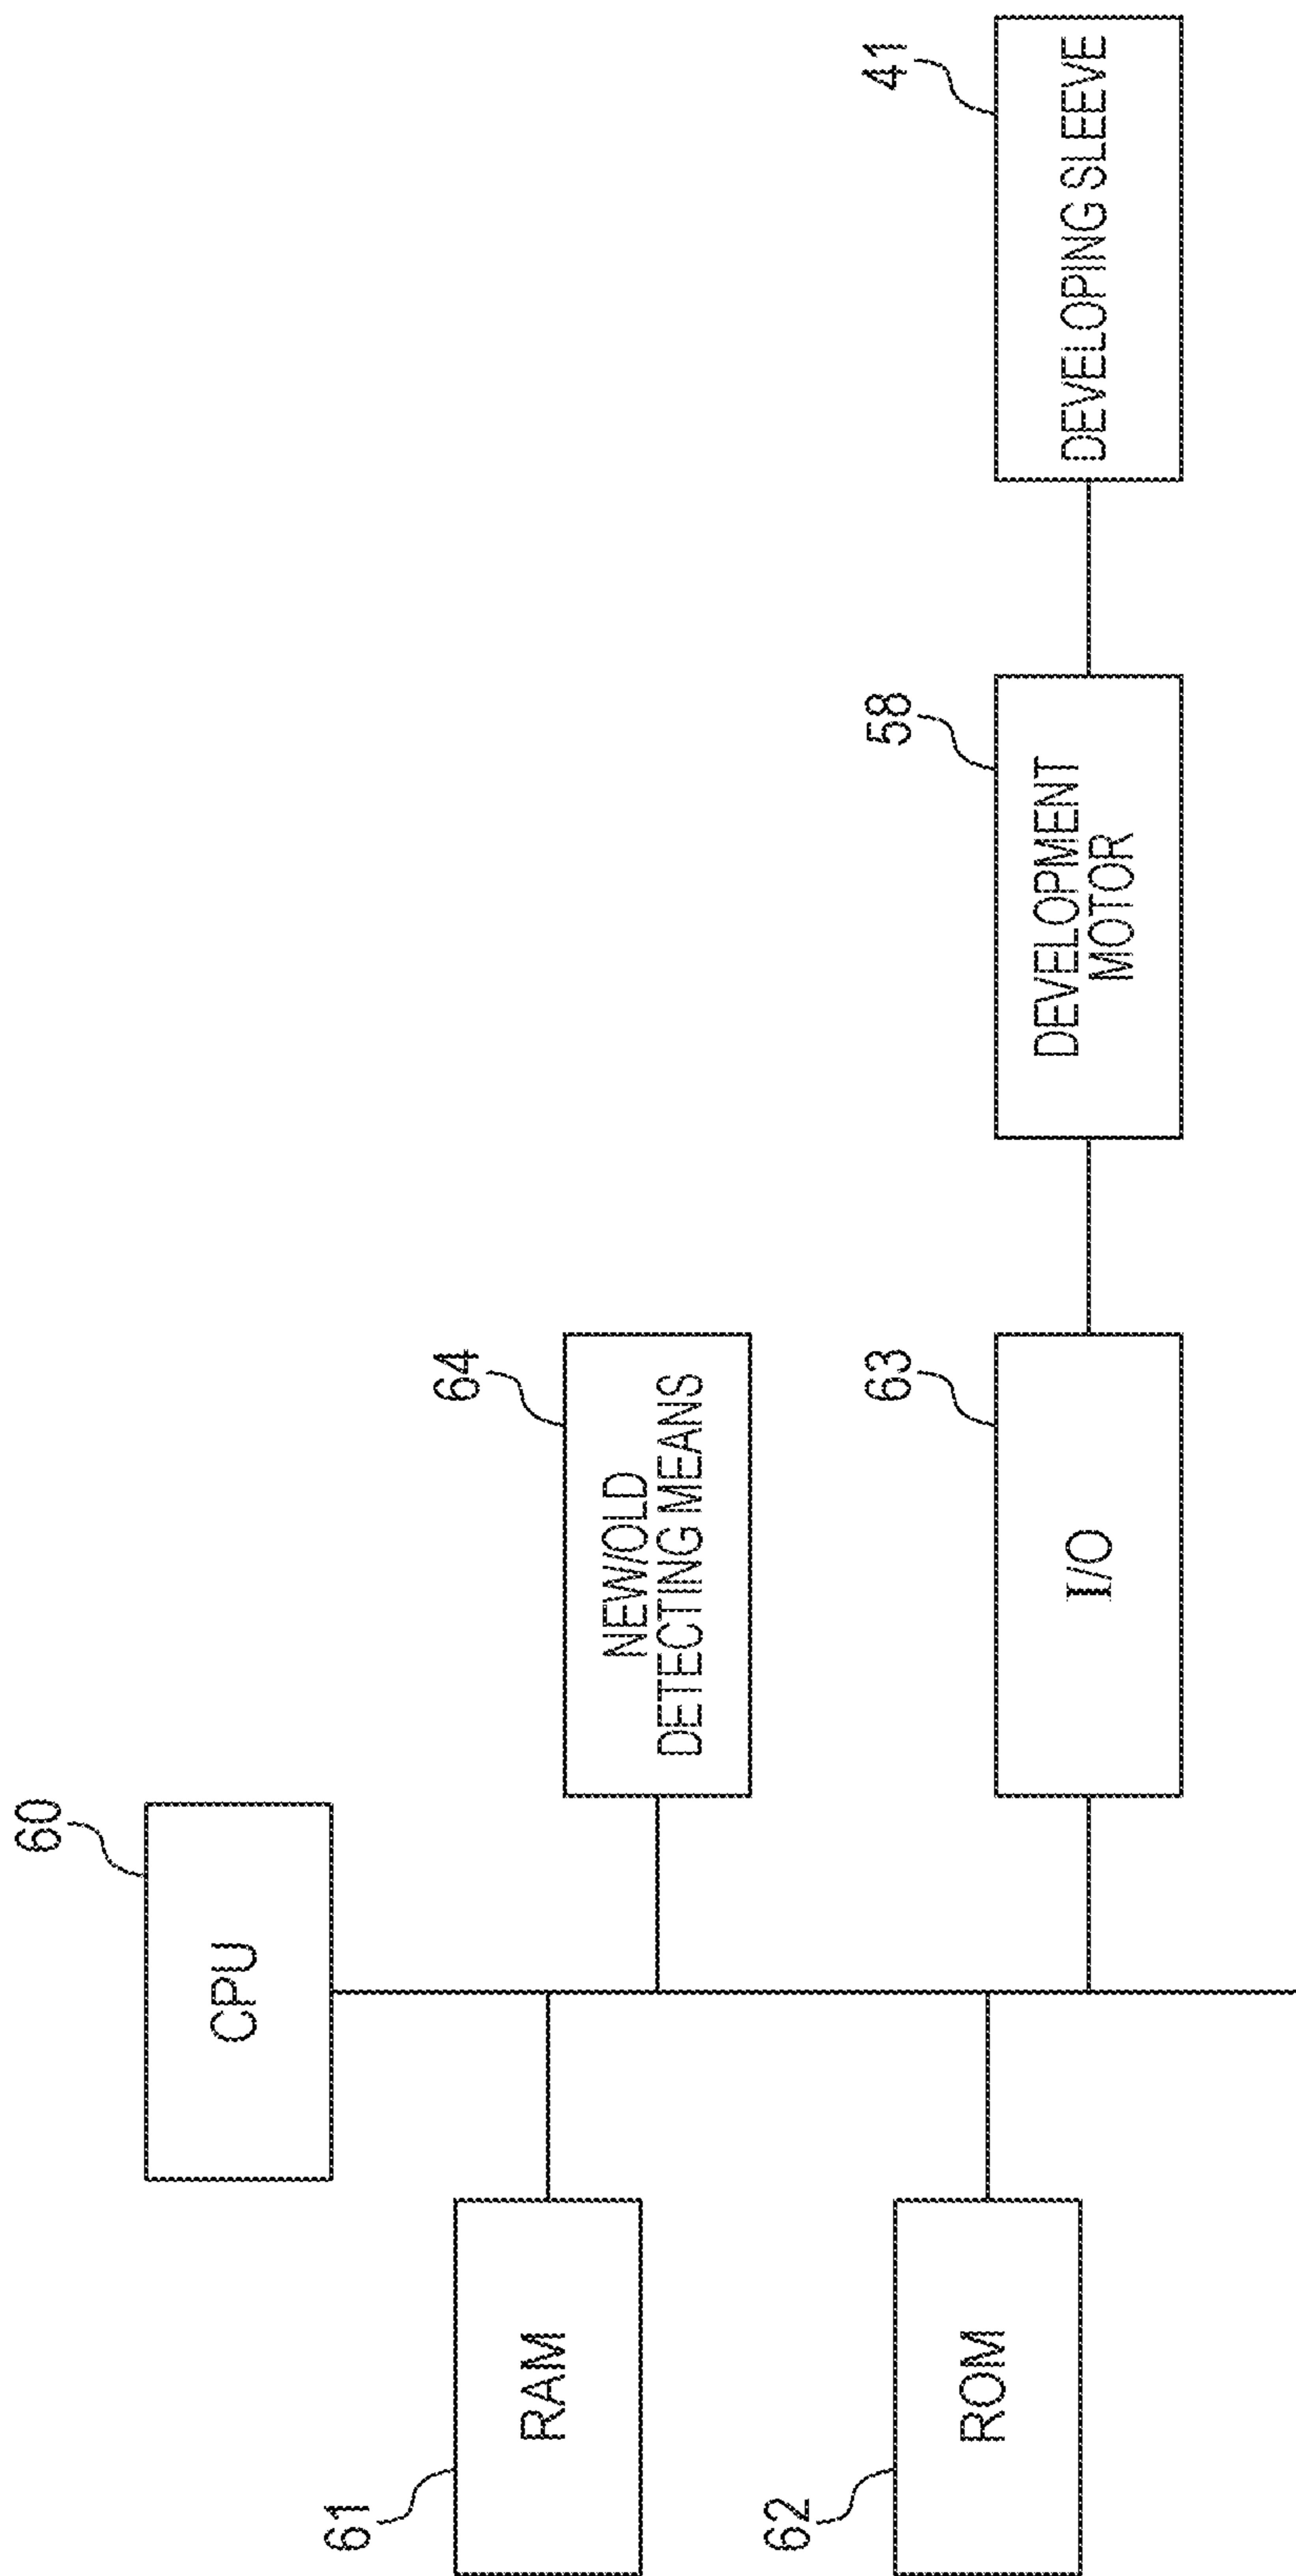 60
CPU
61
RAM
64
NEW/OLD
DETECTING MEANS
62
ROM
63
I/O
58
DEVELOPMENT
MOTOR
41
DEVELOPING SLEEVE